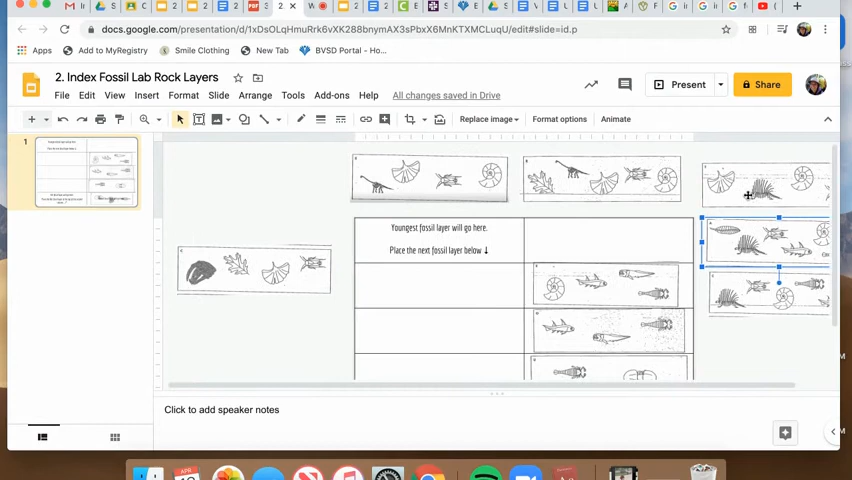 docs.google.com/presentation/d/1xDsOLqHmuRrk6vXK288bnymAX3sPbxX6MnKTXMCLuqU/edit#slide=id.p
Apps
Add to MyRegistry
Smile Clothing
New Tab
BVSD Portal - Ho...
2. Index Fossil Lab Rock Layers
File Edit View Insert Format Slide Arrange Tools Add-ons Help All changes saved in Drive
Present
Share
Replace image
Format options
Animate
1
Youngest fossil layer will go here.
Place the next fossil layer below ↓
Click to add speaker notes